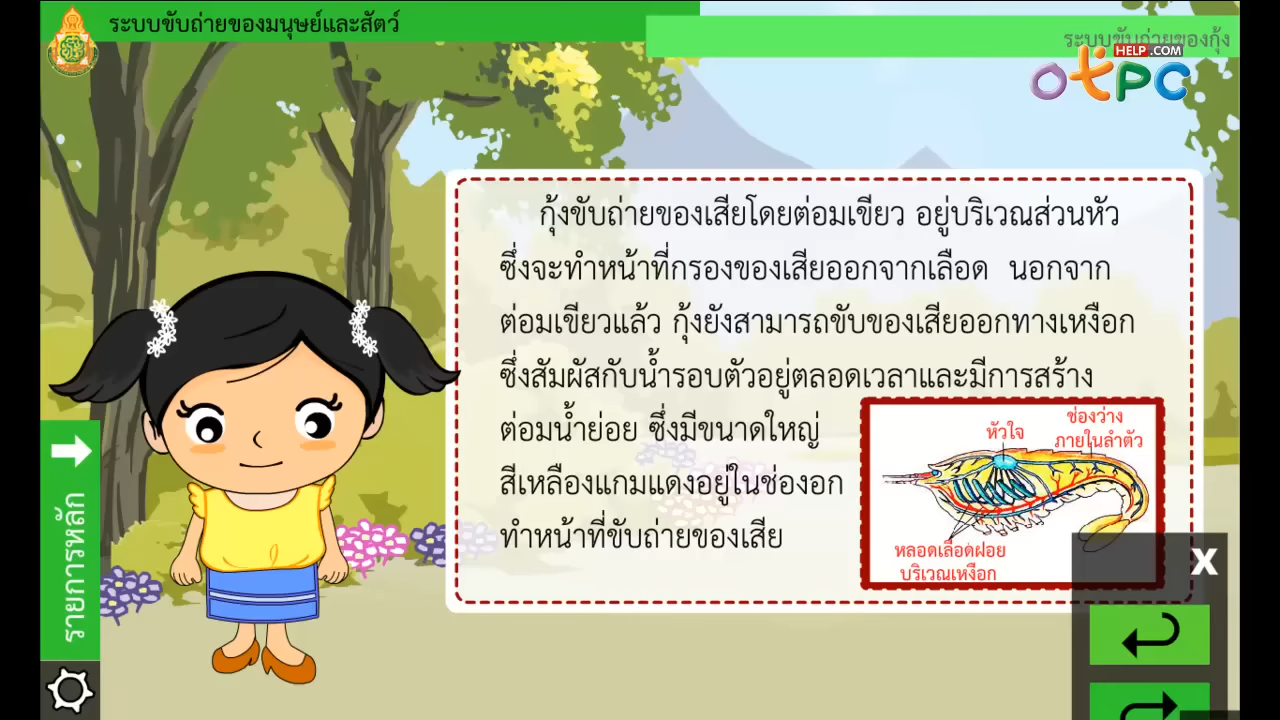 ระบบขับถ่ายของมนุษย์และสัตว์
ระบบขับถ่ายของกุ้ง
HELP .COM
OTPC
กุ้งขับถ่ายของเสียโดยต่อมเขียว อยู่บริเวณส่วนหัว
ซึ่งจะทำหน้าที่กรองของเสียออกจากเลือด นอกจาก
ต่อมเขียวแล้ว กุ้งยังสามารถขับของเสียออกทางเหงือก
ซึ่งสัมผัสกับน้ำรอบตัวอยู่ตลอดเวลาและมีการสร้าง
ต่อมน้ำย่อย ซึ่งมีขนาดใหญ่
สีเหลืองแกมแดงอยู่ในช่องอก
ทำหน้าที่ขับถ่ายของเสีย
หัวใจ
ช่องว่าง
ภายในลำตัว
หลอดเลือดฝอย
บริเวณเหงือก
รายการหลัก
X